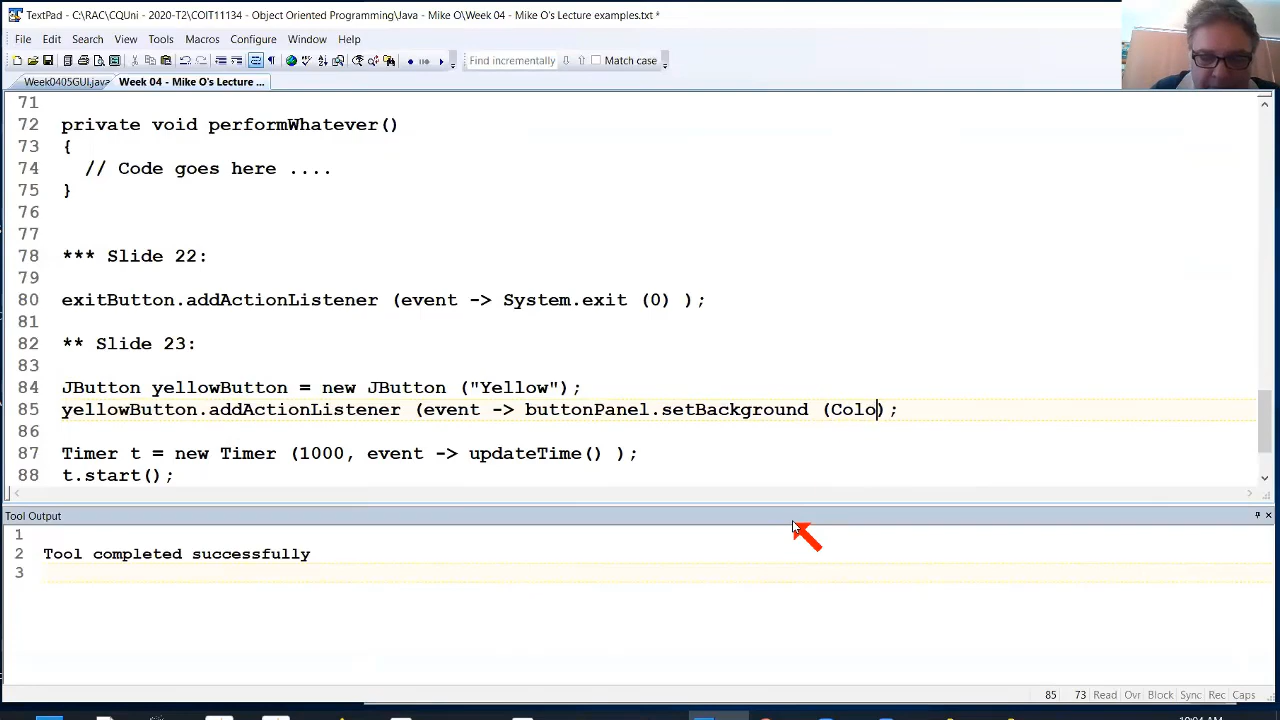 TextPad - C:\RAC\CQUni - 2020-T2\COIT11134 - Object Oriented Programming\Java - Mike O\Week 04 - Mike O's Lecture examples.txt *
File Edit Search View Tools Macros Configure Window Help
Find incrementally Match case
Week0405GUI.java Week 04 - Mike O's Lecture ...
71
72 private void performWhatever()
73 {
74 // Code goes here ....
75 }
76
77
78 *** Slide 22:
79
80 exitButton.addActionListener (event -> System.exit (0) );
81
82 ** Slide 23:
83
84 JButton yellowButton = new JButton ("Yellow");
85 yellowButton.addActionListener (event -> buttonPanel.setBackground (Colo);
86
87 Timer t = new Timer (1000, event -> updateTime() );
88 t.start();
Tool Output
1
2 Tool completed successfully
3
85 73 Read Ovr Block Sync Rec Caps